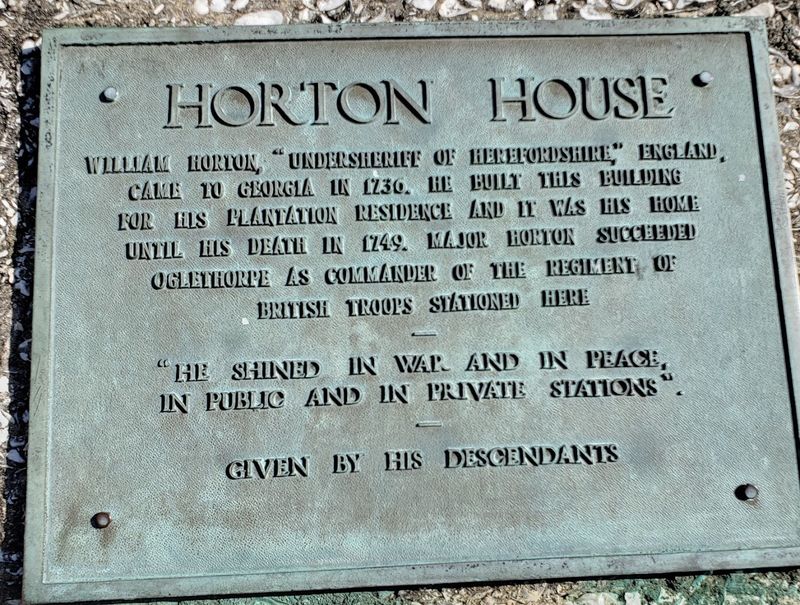 HORTON HOUSE
WILLIAM HORTON, "UNDERSHERIFF OF HEREFORDSHIRE," ENGLAND,
CAME TO GEORGIA IN 1736. HE BUILT THIS BUILDING
FOR HIS PLANTATION RESIDENCE AND IT WAS HIS HOME
UNTIL HIS DEATH IN 1749. MAJOR HORTON SUCCEEDED
OGLETHORPE AS COMMANDER OF THE REGIMENT OF
BRITISH TROOPS STATIONED HERE
—
"HE SHINED IN WAR AND IN PEACE,
IN PUBLIC AND IN PRIVATE STATIONS".
—
GIVEN BY HIS DESCENDANTS